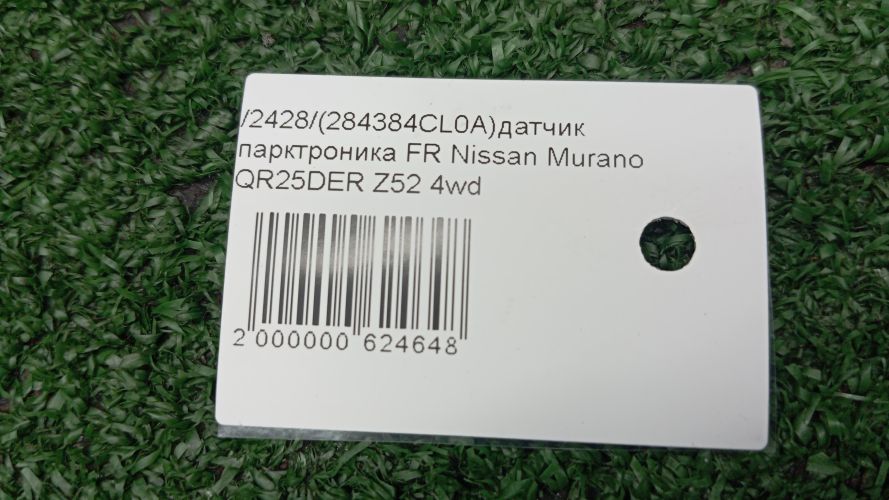 /2428/(284384CL0A)датчик
парктроника FR Nissan Murano
QR25DER Z52 4wd
2 000000 624648